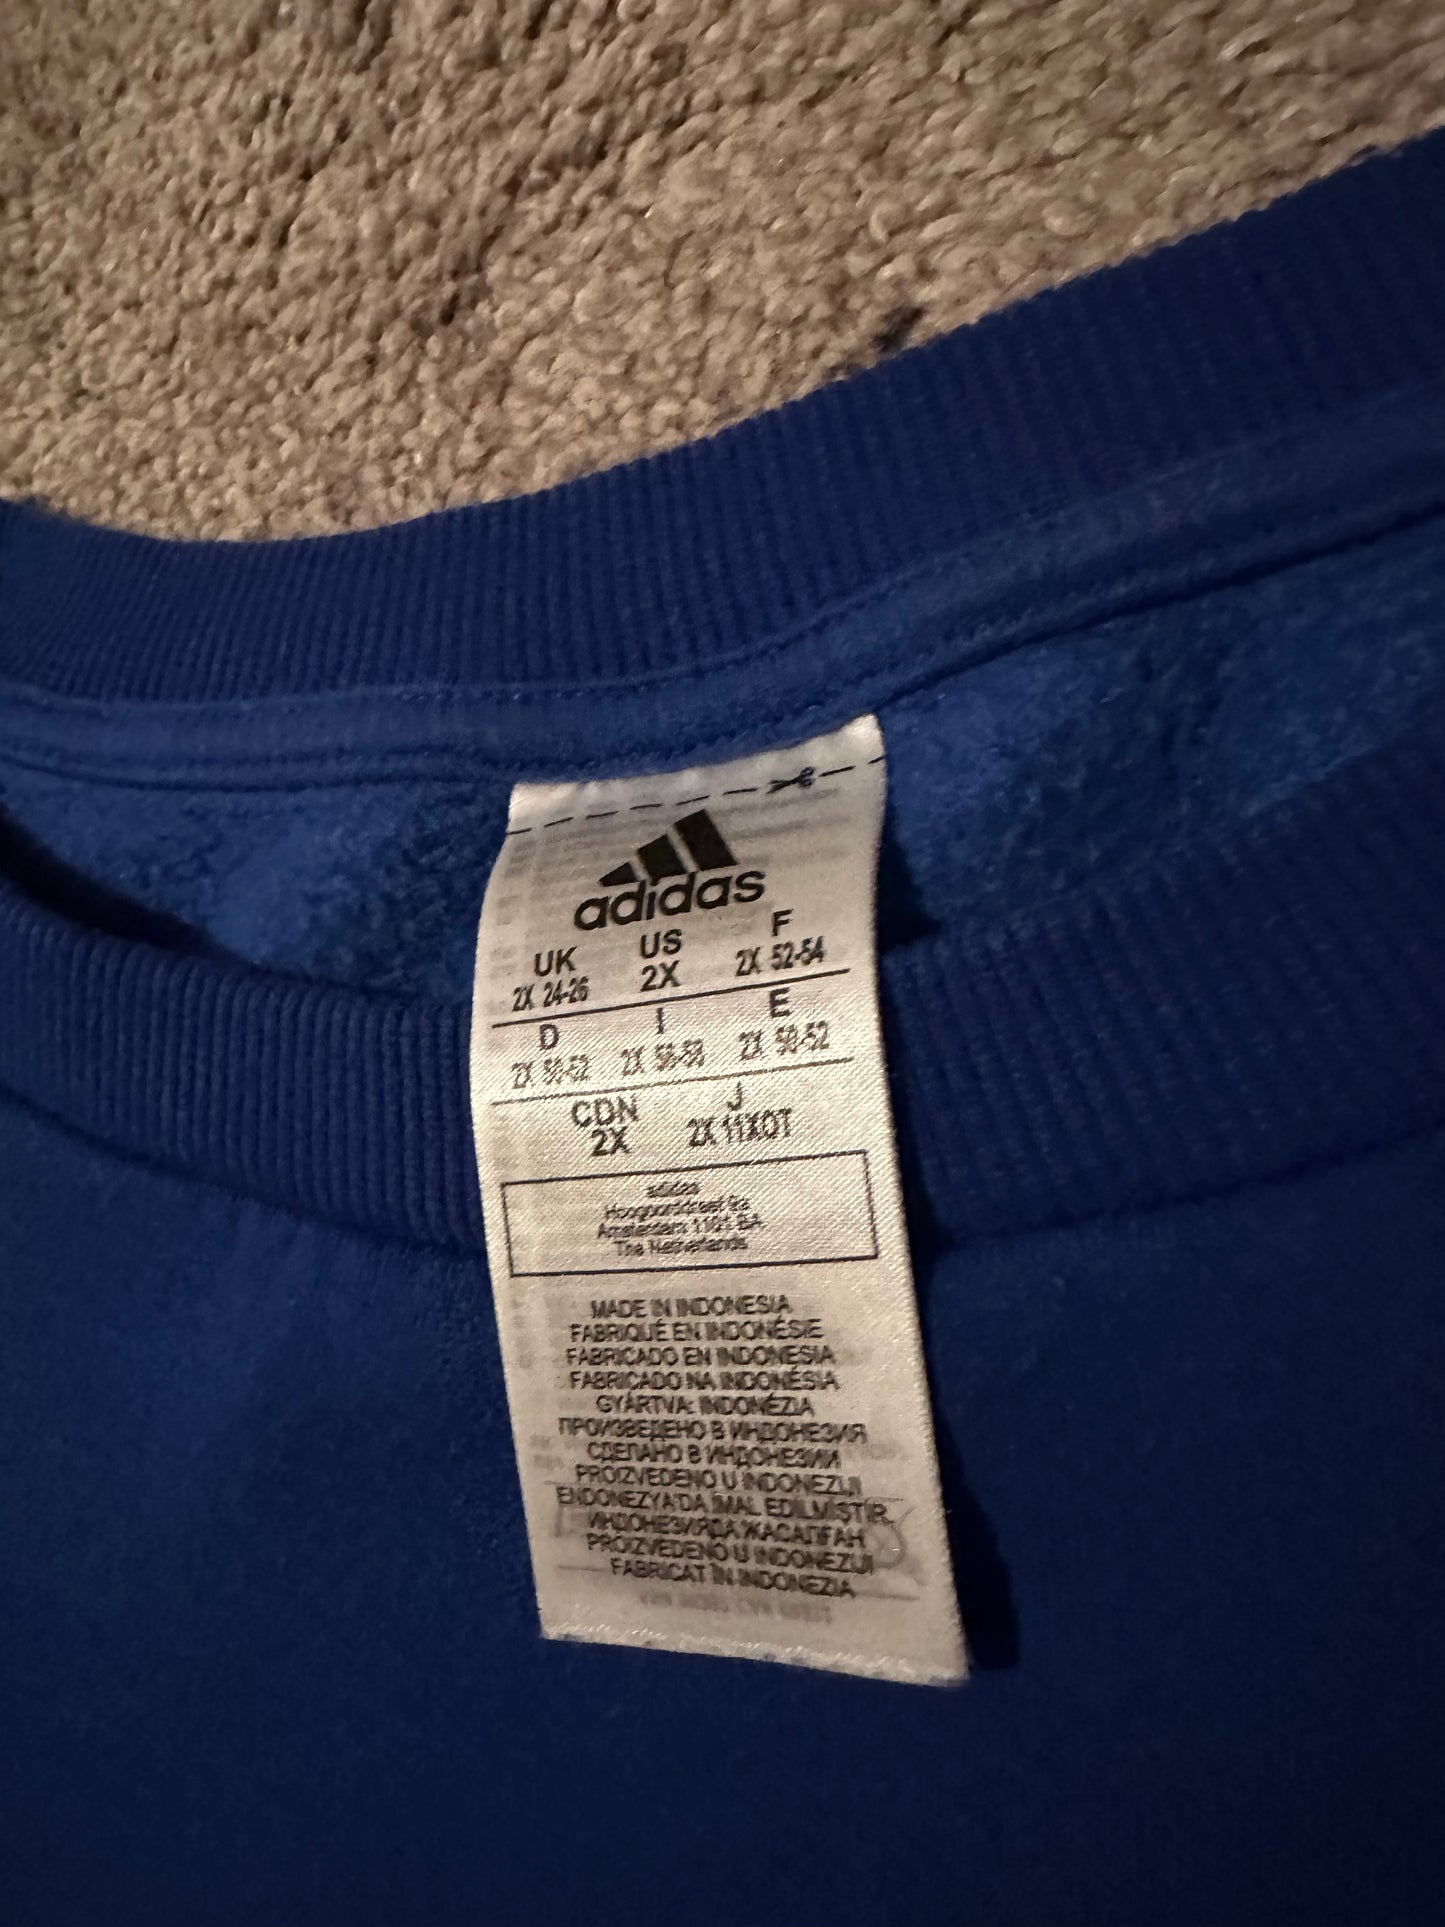 adidas
UK US F
2X 24-26 2X 2X 52-54
D I E
2X 50-52 2X 56-58 2X 50-52
CDN J
2X 2X 11XOT
adidas
Hoogoorddreef 9a
Amsterdam 1101 BA
The Netherlands
MADE IN INDONESIA
FABRIQUÉ EN INDONÉSIE
FABRICADO EN INDONESIA
FABRICADO NA INDONÉSIA
GYÁRTVA: INDONÉZIA
ПРОИЗВЕДЕНО В ИНДОНЕЗИЯ
СДЕЛАНО В ИНДОНЕЗИИ
PROIZVEDENO U INDONEZIJI
ENDONEZYA'DA İMAL EDİLMİŞTİR.
ИНДОНЕЗИЯДА ЖАСАЛҒАН
PROIZVEDENO U INDONEZIJI
FABRICAT ÎN INDONEZIA